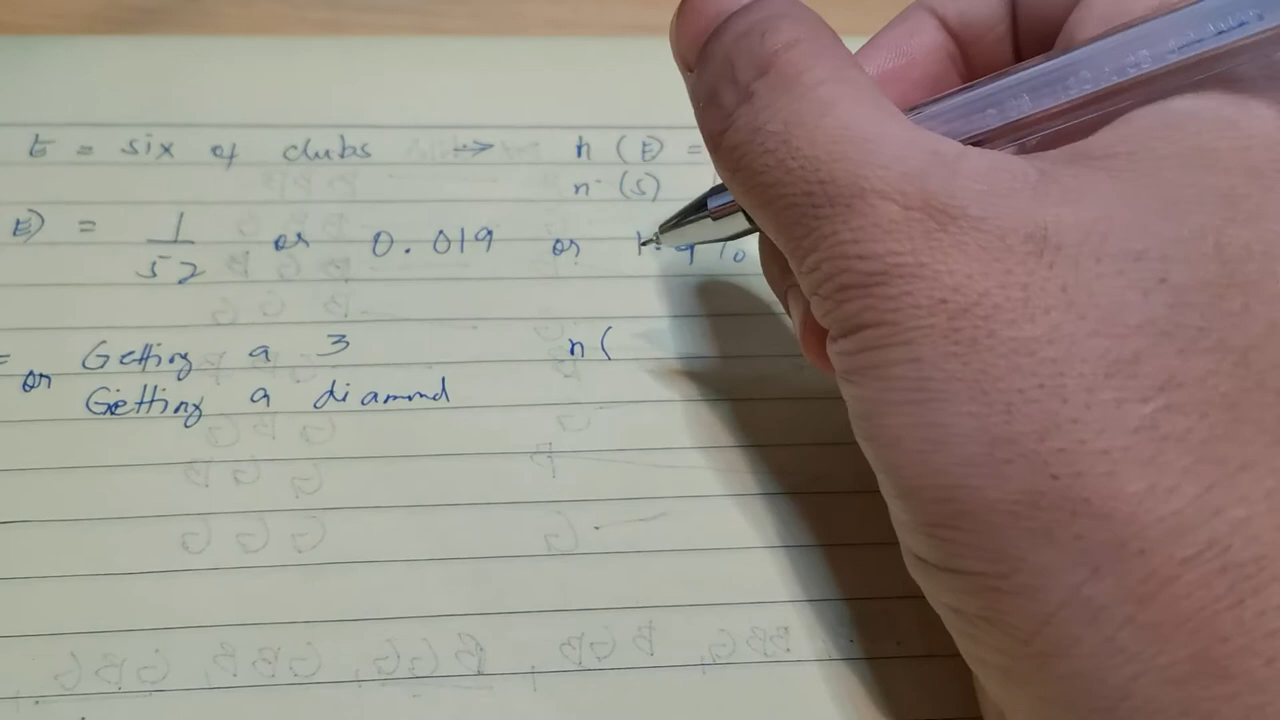 E = six of clubs → n (E) =
n (S)
E) = 1/52 or 0.019 or 1.9%
= Getting a 3 n (
or Getting a diamond